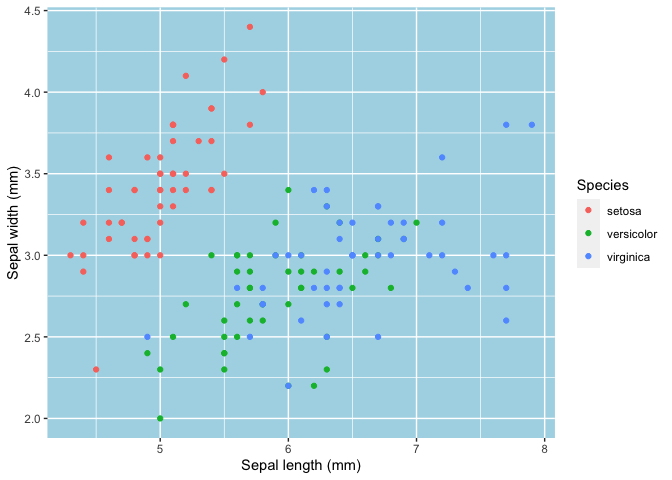 4.5
4.0
3.5
3.0
2.5
2.0
Sepal width (mm)
5
6
7
8
Sepal length (mm)
Species
setosa
versicolor
virginica